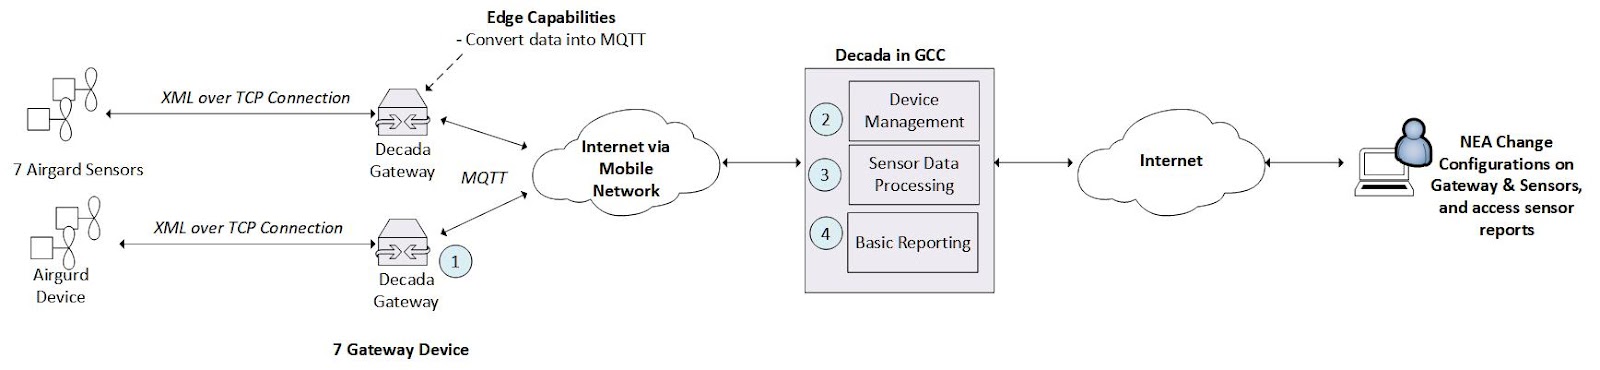 Edge Capabilities
- Convert data into MQTT
Decada in GCC
XML over TCP Connection
7 Airgard Sensors
Decada
Gateway
MQTT
Internet via
Mobile
Network
2
Device
Management
3
Sensor Data
Processing
4
Basic Reporting
Internet
NEA Change
Configurations on
Gateway & Sensors,
and access sensor
reports
XML over TCP Connection
Airgurd
Device
1
Decada
Gateway
7 Gateway Device